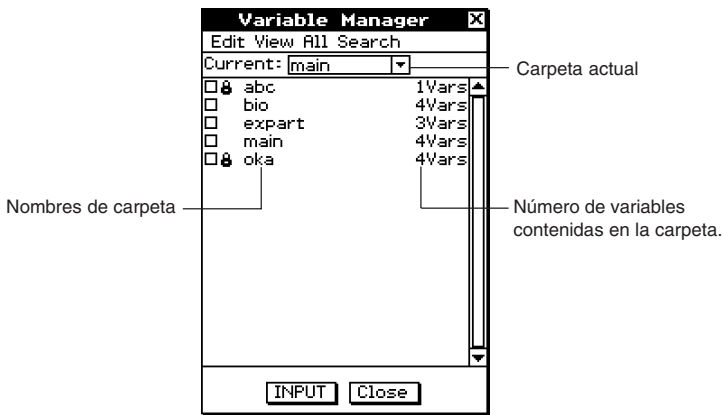 Variable Manager
Edit View All Search
Current: main
Carpeta actual
abc 1Vars
bio 4Vars
expart 3Vars
main 4Vars
oka 4Vars
Nombres de carpeta
Número de variables
contenidas en la carpeta.
INPUT Close